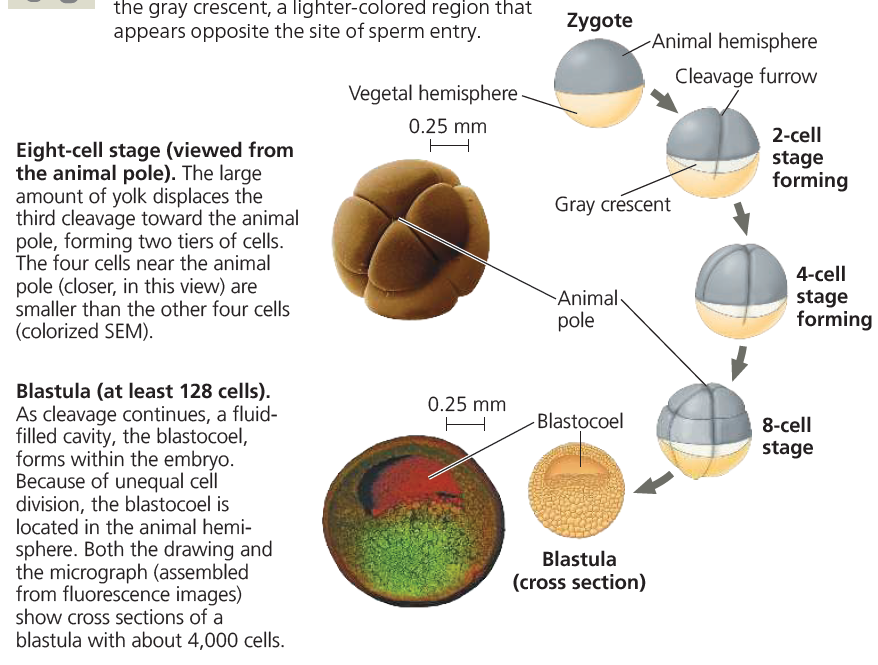 the gray crescent, a lighter-colored region that
appears opposite the site of sperm entry.
Zygote
Animal hemisphere
Cleavage furrow
Vegetal hemisphere
0.25 mm
2-cell
stage
forming
Gray crescent
Eight-cell stage (viewed from
the animal pole). The large
amount of yolk displaces the
third cleavage toward the animal
pole, forming two tiers of cells.
The four cells near the animal
pole (closer, in this view) are
smaller than the other four cells
(colorized SEM).
4-cell
stage
forming
Animal
pole
8-cell
stage
Blastula (at least 128 cells).
As cleavage continues, a fluid-
filled cavity, the blastocoel,
forms within the embryo.
Because of unequal cell
division, the blastocoel is
located in the animal hemi-
sphere. Both the drawing and
the micrograph (assembled
from fluorescence images)
show cross sections of a
blastula with about 4,000 cells.
0.25 mm
Blastocoel
Blastula
(cross section)